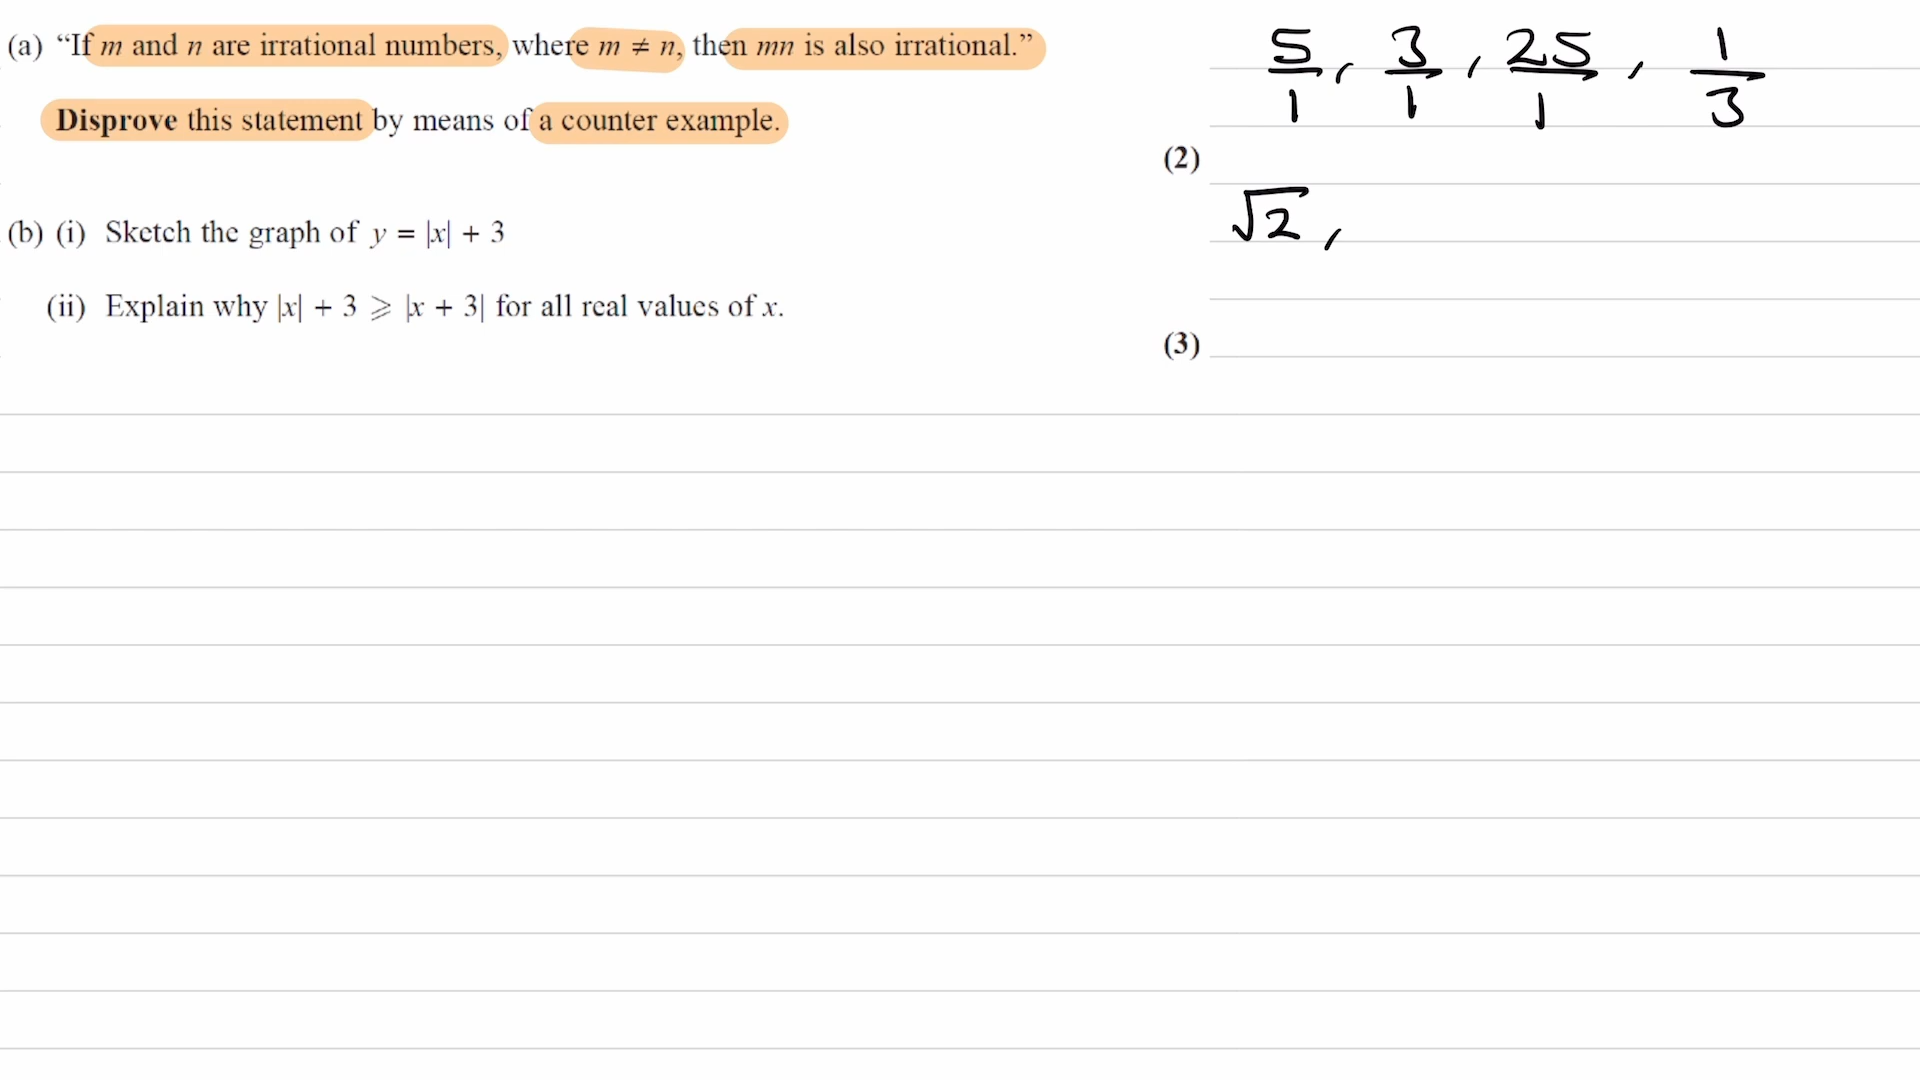 (a) “If m and n are irrational numbers, where m ≠ n, then mn is also irrational.”
5/1, 3/1, 25/1, 1/3
Disprove this statement by means of a counter example.
(2)
√2,
(b) (i) Sketch the graph of y = |x| + 3
(ii) Explain why |x| + 3 ⩾ |x + 3| for all real values of x.
(3)